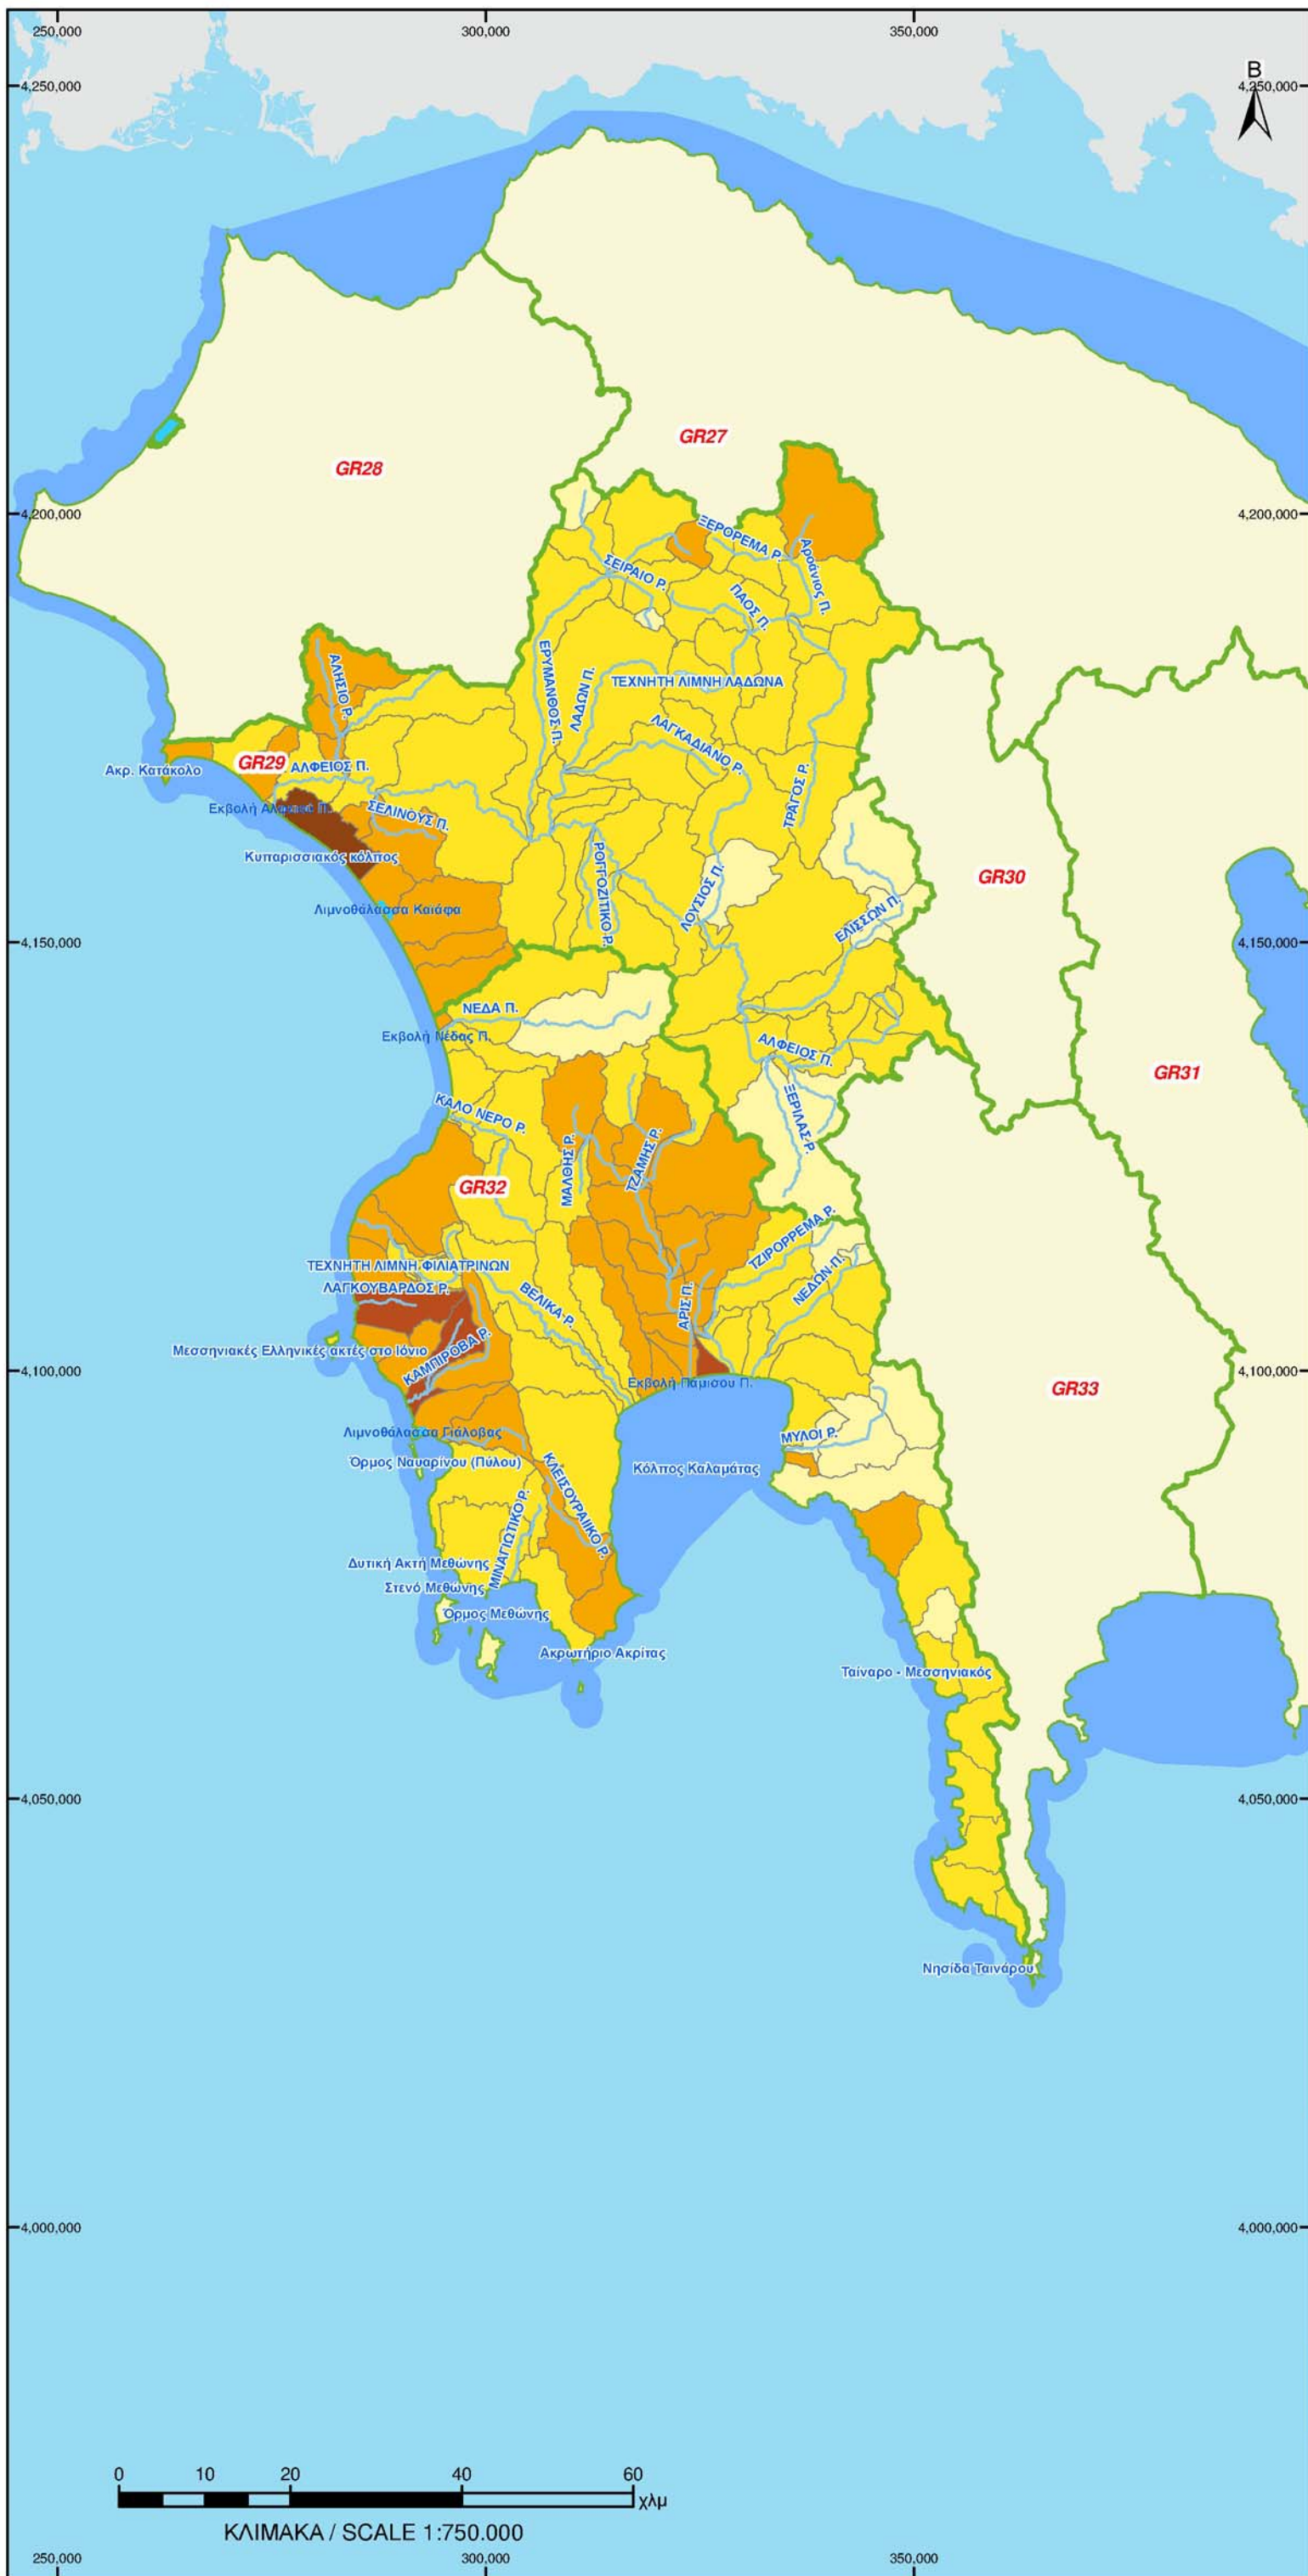 250,000
300,000
350,000
4,250,000
Β
4,250,000
GR27
GR28
4,200,000
4,200,000
ΞΕΡΟΡΕΜΑ Ρ.
Αροάνιος Π.
ΣΕΙΡΑΙΟ Ρ.
ΠΑΟΣ Π.
ΕΡΥΜΑΝΘΟΣ Π.
ΑΛΗΣΙΟ Ρ.
ΛΑΔΩΝ Π.
ΤΕΧΝΗΤΗ ΛΙΜΝΗ ΛΑΔΩΝΑ
ΛΑΓΚΑΔΙΑΝΟ Ρ.
GR29
ΑΛΦΕΙΟΣ Π.
Ακρ. Κατάκολο
ΤΡΑΓΟΣ Ρ.
Εκβολή Αλφειού Π.
ΣΕΛΙΝΟΥΣ Π.
Κυπαρισσιακός κόλπος
ΡΟΓΓΟΖΙΤΙΚΟ Ρ.
GR30
ΛΟΥΣΙΟΣ Π.
Λιμνοθάλασσα Καϊάφα
ΕΛΙΣΣΩΝ Π.
4,150,000
4,150,000
ΝΕΔΑ Π.
Εκβολή Νέδας Π.
ΑΛΦΕΙΟΣ Π.
GR31
ΚΑΛΟ ΝΕΡΟ Ρ.
ΞΕΡΙΛΑΣ Ρ.
ΜΑΛΘΗΣ Ρ.
ΤΖΑΜΗΣ Ρ.
GR32
ΤΖΙΡΟΡΡΕΜΑ Ρ.
ΤΕΧΝΗΤΗ ΛΙΜΝΗ ΦΙΛΙΑΤΡΙΝΩΝ
ΝΕΔΩΝ Π.
ΛΑΓΚΟΥΒΑΡΔΟΣ Ρ.
ΒΕΛΙΚΑ Ρ.
ΑΡΙΣ Π.
Μεσσηνιακές Ελληνικές ακτές στο Ιόνιο
ΚΑΜΠΙΡΟΒΑ Ρ.
4,100,000
4,100,000
Εκβολή Πάμισου Π.
GR33
Λιμνοθάλασσα Γιάλοβας
ΜΥΛΟΙ Ρ.
Όρμος Ναυαρίνου (Πύλου)
Κόλπος Καλαμάτας
ΚΛΕΙΣΟΥΡΑΙΙΚΟ Ρ.
ΜΙΝΑΓΙΩΤΙΚΟ Ρ.
Δυτική Ακτή Μεθώνης
Στενό Μεθώνης
Όρμος Μεθώνης
Ακρωτήριο Ακρίτας
Ταίναρο - Μεσσηνιακός
4,050,000
4,050,000
Νησίδα Ταινάρου
4,000,000
4,000,000
0 10 20 40 60
χλμ
ΚΛΙΜΑΚΑ / SCALE 1:750.000
250,000
300,000
350,000